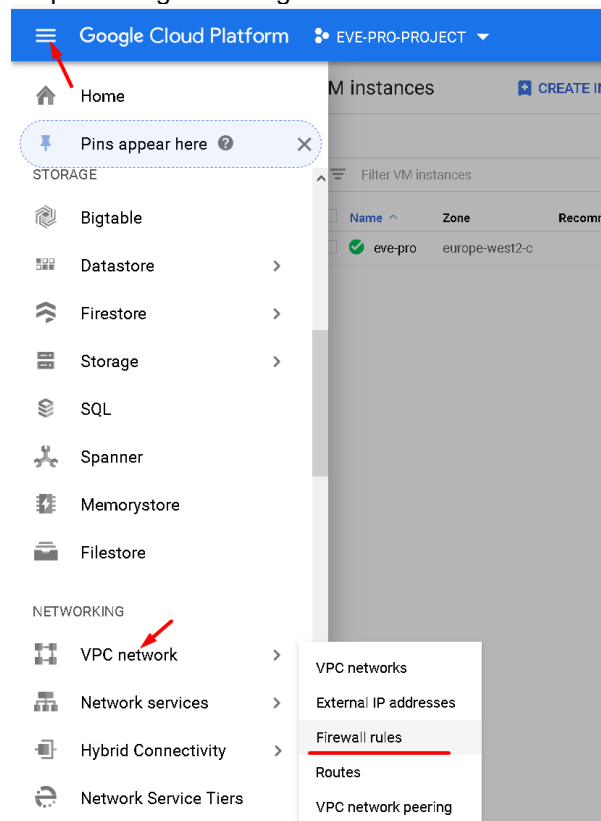 Google Cloud Platform EVE-PRO-PROJECT
Home
Pins appear here
STORAGE
Bigtable
Datastore
Firestore
Storage
SQL
Spanner
Memorystore
Filestore
NETWORKING
VPC network
Network services
Hybrid Connectivity
Network Service Tiers
M instances CREATE IN
Filter VM instances
Name Zone Recomm
eve-pro europe-west2-c
VPC networks
External IP addresses
Firewall rules
Routes
VPC network peering